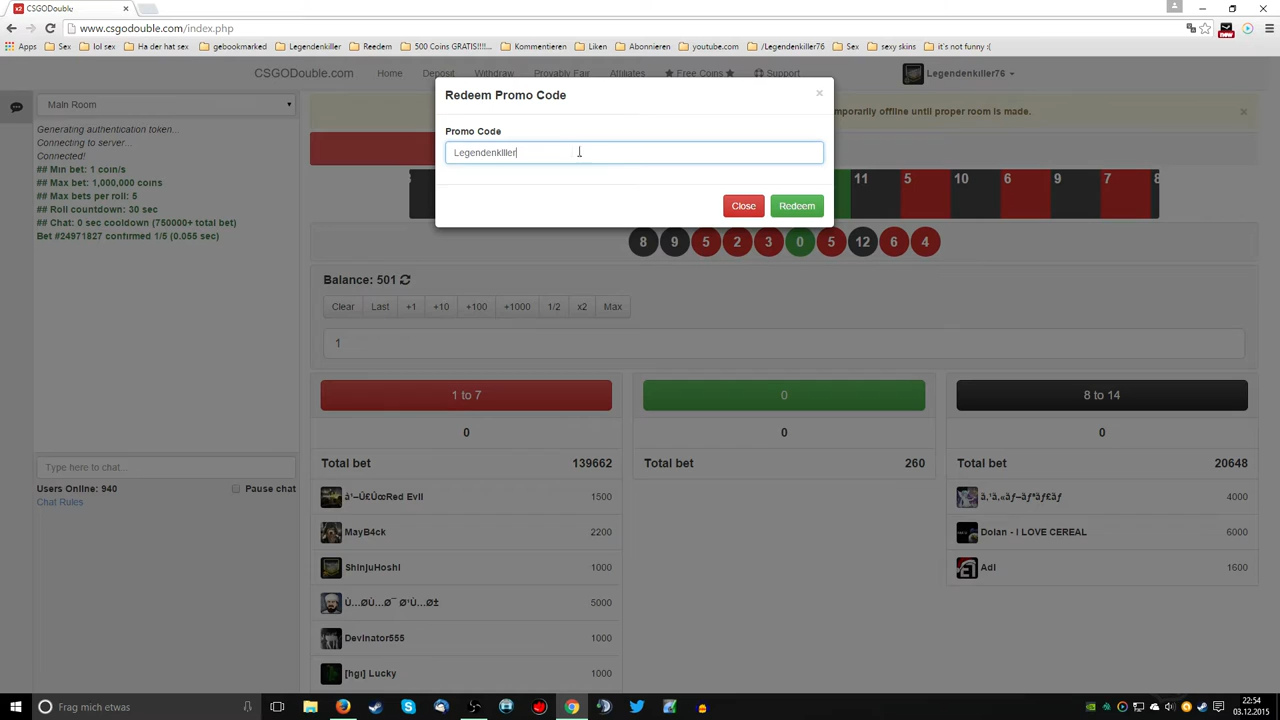 CSGODouble
www.csgodouble.com/index.php
Apps Sex lol sex Ha der hat sex gebookmarked Legendenkiller Reedem 500 Coins GRATIS!!!!... Kommentieren Liken Abonnieren youtube.com /Legendenkiller76 Sex sexy skins it´s not funny :(
CSGODouble.com Home Deposit Withdraw Provably Fair Affiliates Free Coins Support Legendenkiller76
Main Room
Generating authentication token...
Connecting to server...
Connected!
## Min bet: 1 coin/s
## Max bet: 1,000,000 coins
## Max bets per roll: 5
## Roll countdown: 30 sec
## Chat: 0 sec cooldown (750000+ total bet)
Bet #24971827 confirmed 1/5 (0.055 sec)
Type here to chat...
Users Online: 940 Pause chat
Chat Rules
temporarily offline until proper room is made. ×
Redeem Promo Code ×
Promo Code
Legendenkiller
Close Redeem
11 5 10 6 9 7 8
8 9 5 2 3 0 5 12 6 4
Balance: 501
Clear Last +1 +10 +100 +1000 1/2 x2 Max
1
1 to 7
0
Total bet 139662
Red Evil 1500
MayB4ck 2200
ShinjuHoshi 1000
5000
Devinator555 1000
[hgi] Lucky 1000
0
0
Total bet 260
8 to 14
0
Total bet 20648
4000
Dolan - I LOVE CEREAL 6000
Adi 1600
Frag mich etwas
22:54
03.12.2015